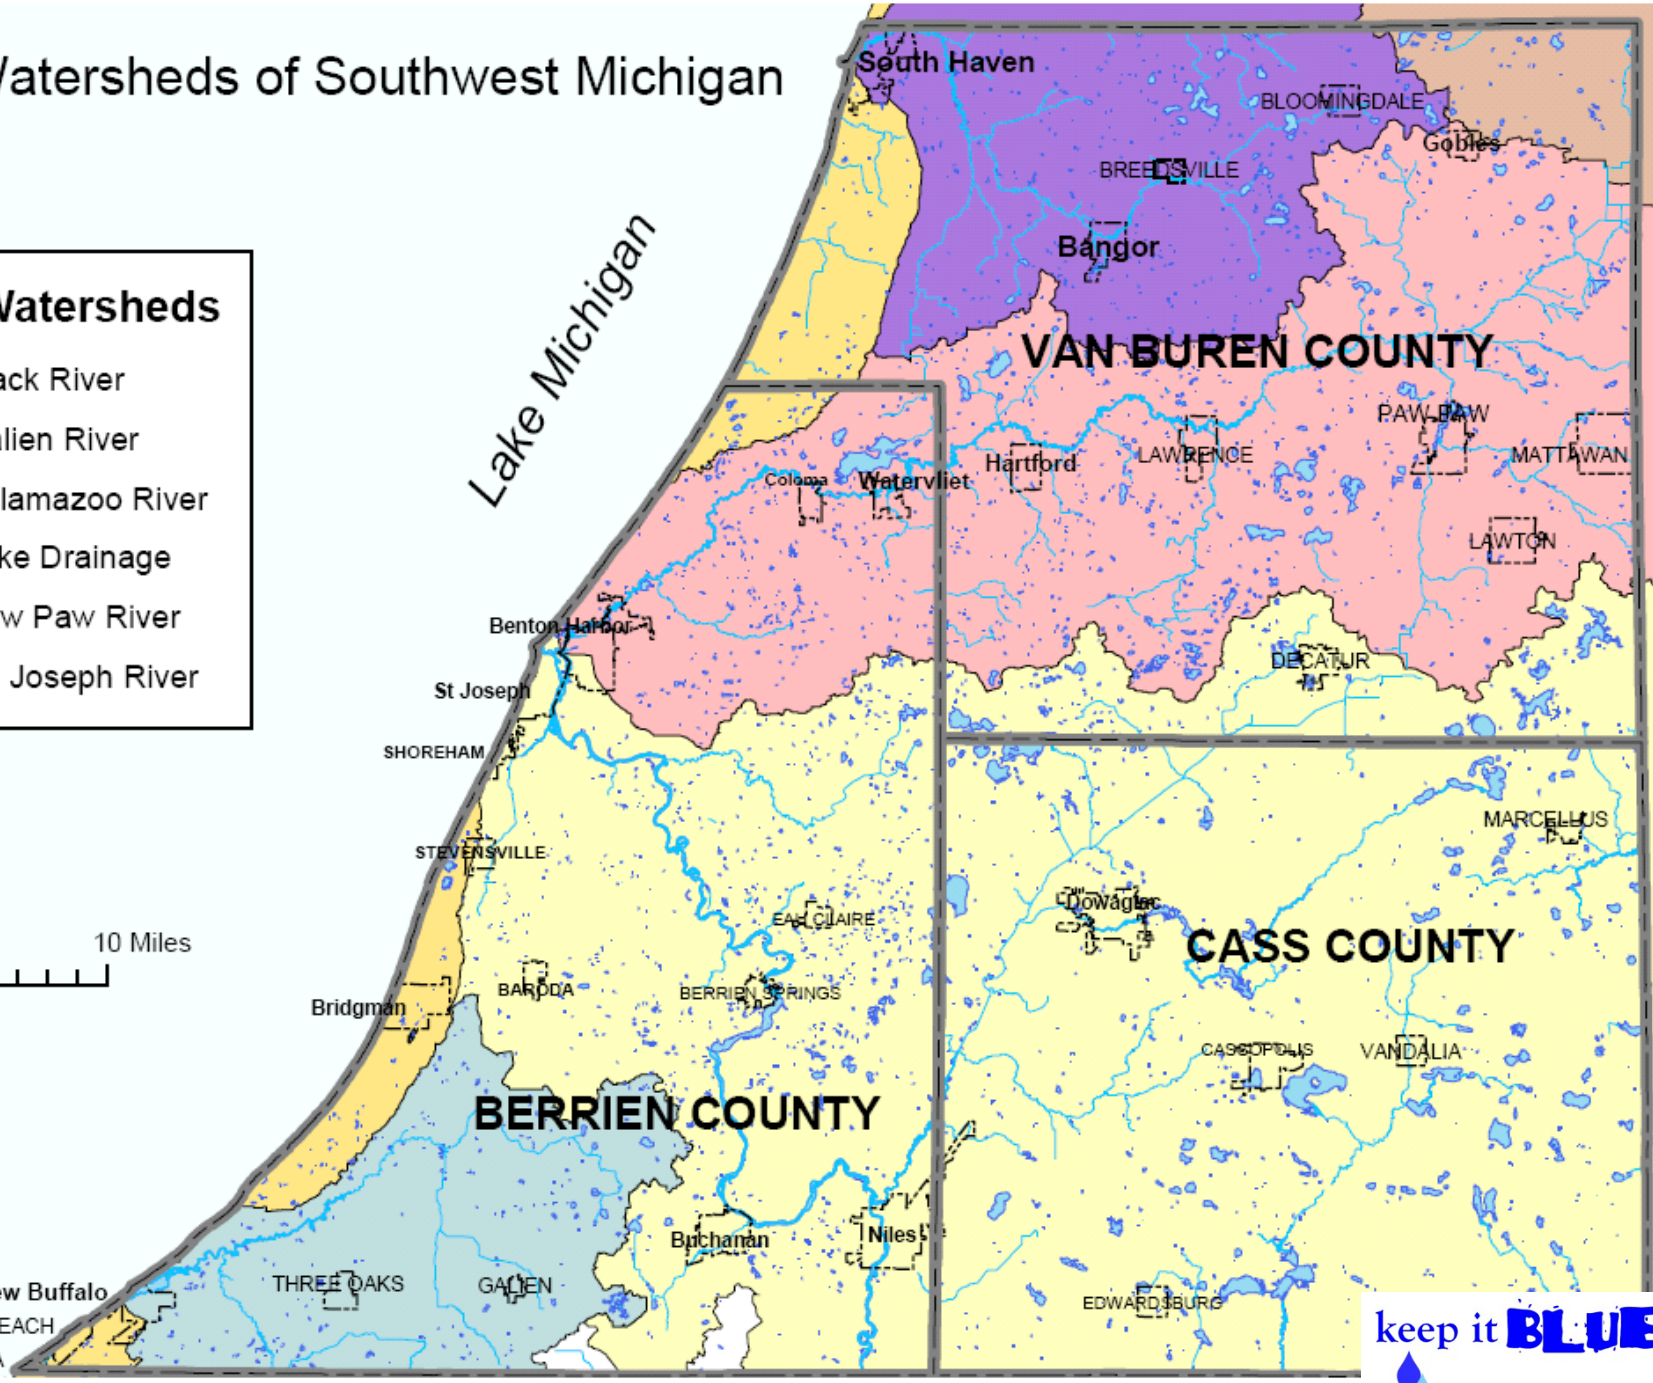 Watersheds of Southwest Michigan
Watersheds
ack River
alien River
lamazoo River
ke Drainage
w Paw River
Joseph River
10 Miles
Lake Michigan
South Haven
BLOOMINGDALE
Gobles
BREEDSVILLE
Bangor
VAN BUREN COUNTY
PAW PAW
Hartford
LAWRENCE
MATTAWAN
Coloma
Watervliet
LAWTON
Benton Harbor
DECATUR
St Joseph
SHOREHAM
MARCELLUS
STEVENSVILLE
Dowagiac
EAU CLAIRE
CASS COUNTY
BARODA
BERRIEN SPRINGS
Bridgman
CASSOPOLIS
VANDALIA
BERRIEN COUNTY
Buchanan
Niles
THREE OAKS
GALIEN
ew Buffalo
EACH
A
EDWARDSBURG
keep it BLUE